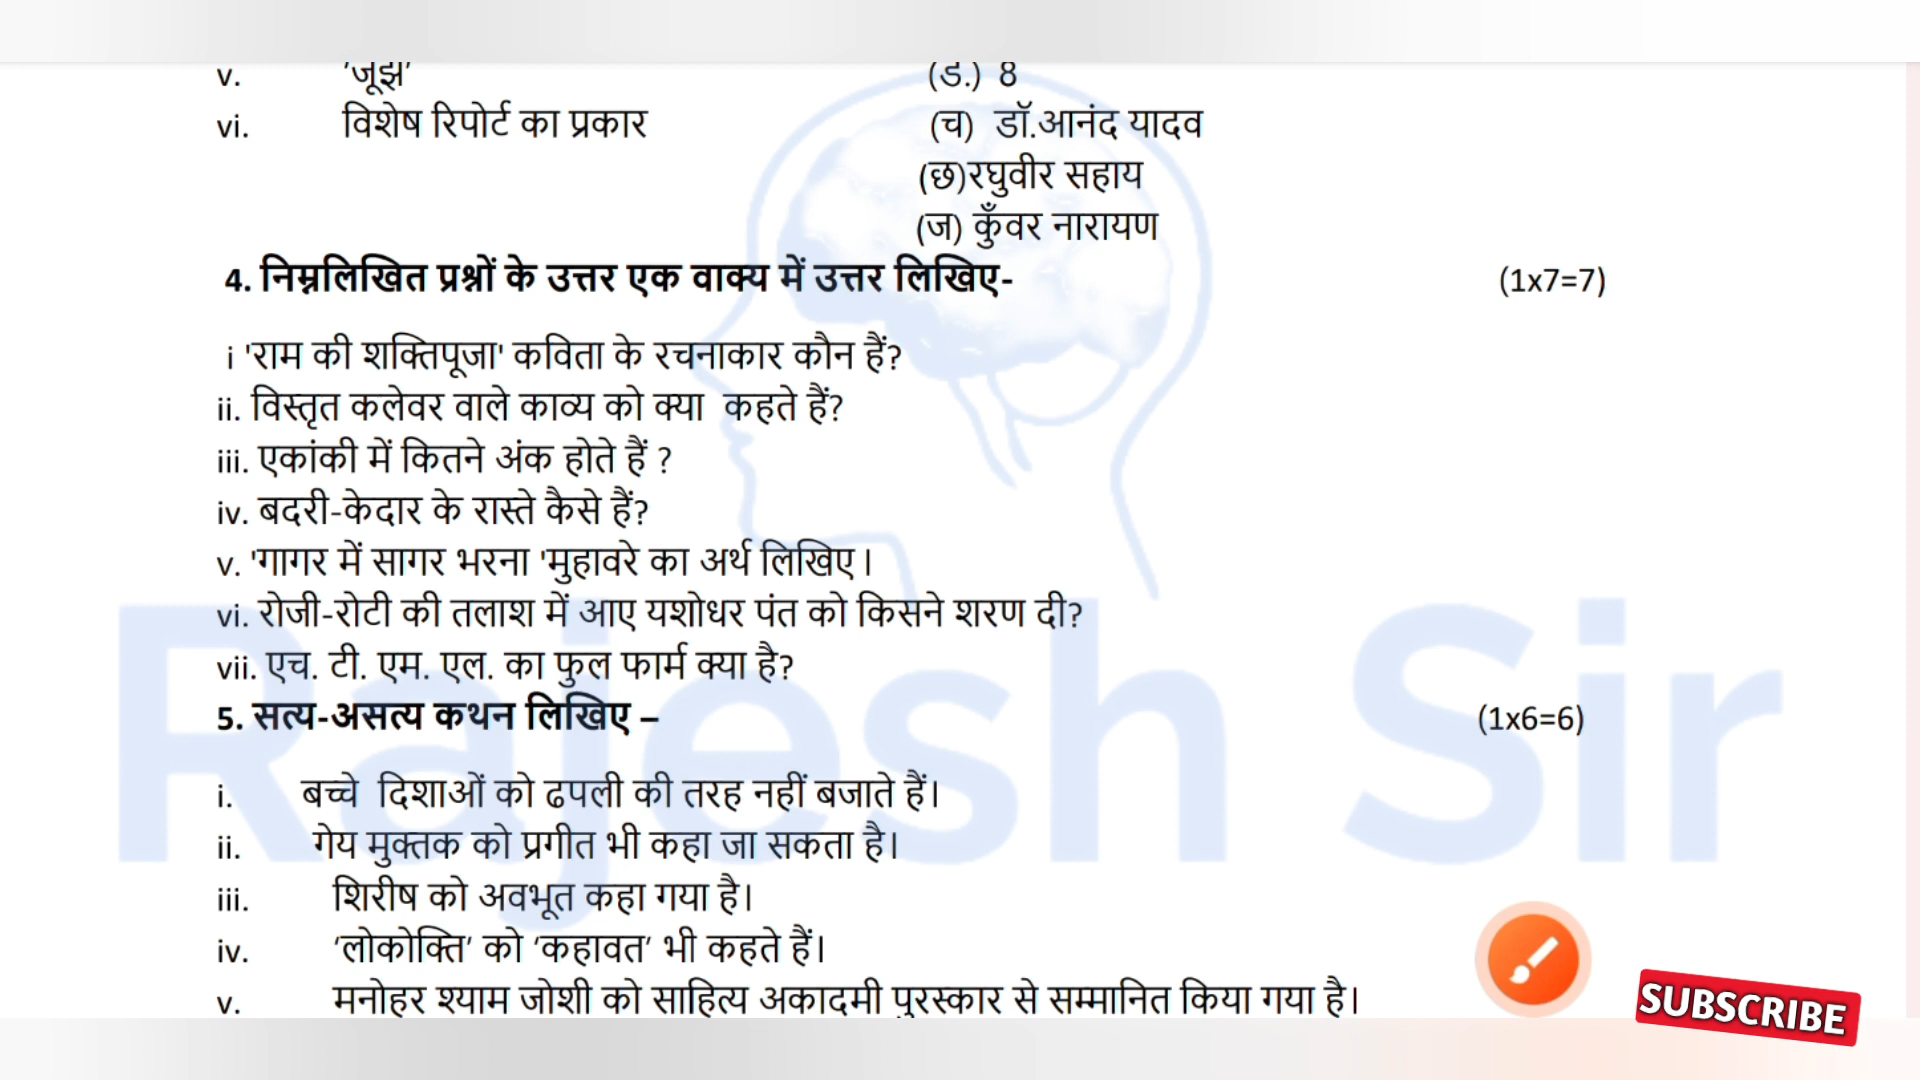 v. 'जूझ' (ड.) 8
vi. विशेष रिपोर्ट का प्रकार (च) डॉ.आनंद यादव
(छ)रघुवीर सहाय
(ज) कुँवर नारायण
4. निम्नलिखित प्रश्नों के उत्तर एक वाक्य में उत्तर लिखिए- (1x7=7)
i 'राम की शक्तिपूजा' कविता के रचनाकार कौन हैं?
ii. विस्तृत कलेवर वाले काव्य को क्या कहते हैं?
iii. एकांकी में कितने अंक होते हैं ?
iv. बदरी-केदार के रास्ते कैसे हैं?
v. 'गागर में सागर भरना 'मुहावरे का अर्थ लिखिए।
vi. रोजी-रोटी की तलाश में आए यशोधर पंत को किसने शरण दी?
vii. एच. टी. एम. एल. का फुल फार्म क्या है?
5. सत्य-असत्य कथन लिखिए – (1x6=6)
i. बच्चे दिशाओं को ढपली की तरह नहीं बजाते हैं।
ii. गेय मुक्तक को प्रगीत भी कहा जा सकता है।
iii. शिरीष को अवभूत कहा गया है।
iv. ‘लोकोक्ति’ को ‘कहावत’ भी कहते हैं।
v. मनोहर श्याम जोशी को साहित्य अकादमी पुरस्कार से सम्मानित किया गया है।
Rajesh Sir
SUBSCRIBE